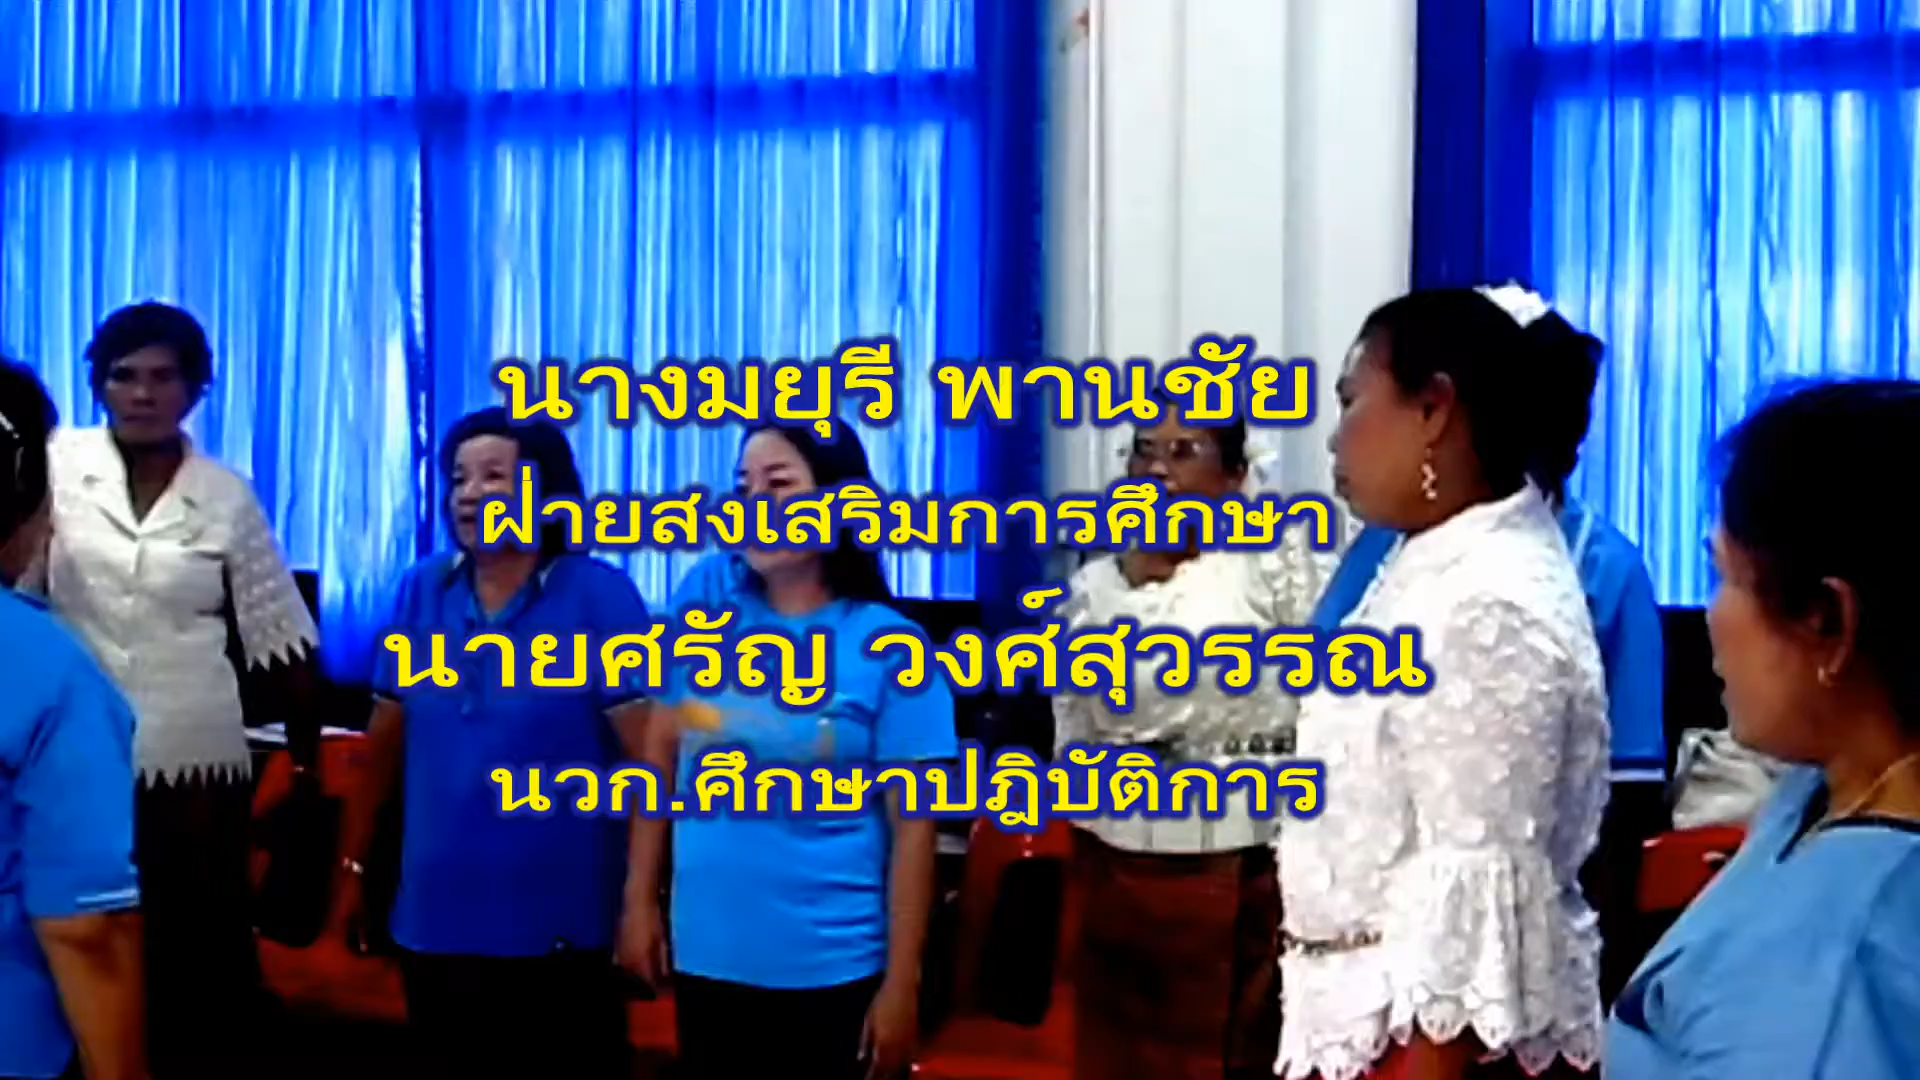 นางมยุรี พานชัย
ฝ่ายสงเสริมการศึกษา
นายศรัญ วงศ์สุวรรณ
นวก.ศึกษาปฎิบัติการ